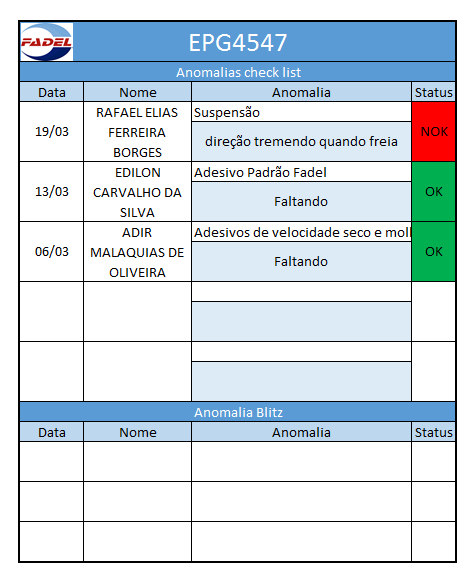 FADEL
EPG4547
Anomalias check list
Data Nome Anomalia Status
19/03
RAFAEL ELIAS
FERREIRA
BORGES
Suspensão
direção tremendo quando freia
NOK
13/03
EDILON
CARVALHO DA
SILVA
Adesivo Padrão Fadel
Faltando
OK
06/03
ADIR
MALAQUIAS DE
OLIVEIRA
Adesivos de velocidade seco e moll
Faltando
OK
Anomalia Blitz
Data Nome Anomalia Status